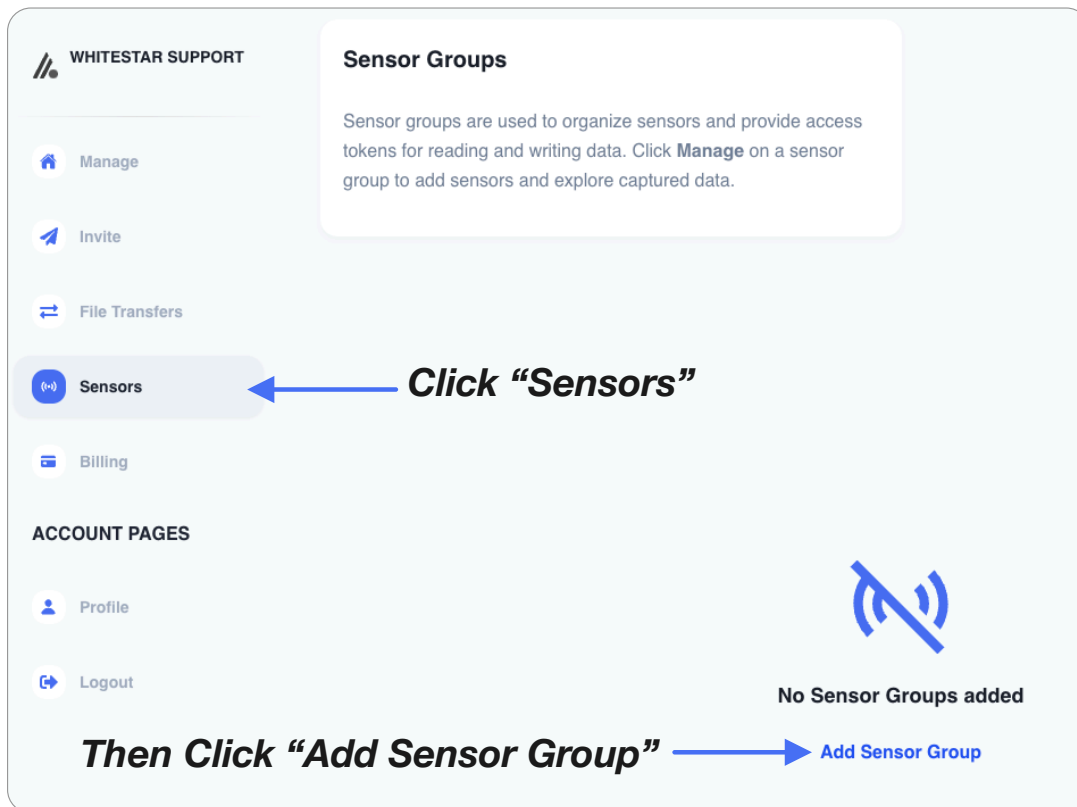 WHITESTAR SUPPORT
Manage
Invite
File Transfers
Sensors
Billing
ACCOUNT PAGES
Profile
Logout
Sensor Groups
Sensor groups are used to organize sensors and provide access
tokens for reading and writing data. Click Manage on a sensor
group to add sensors and explore captured data.
Click “Sensors”
No Sensor Groups added
Then Click “Add Sensor Group”
Add Sensor Group